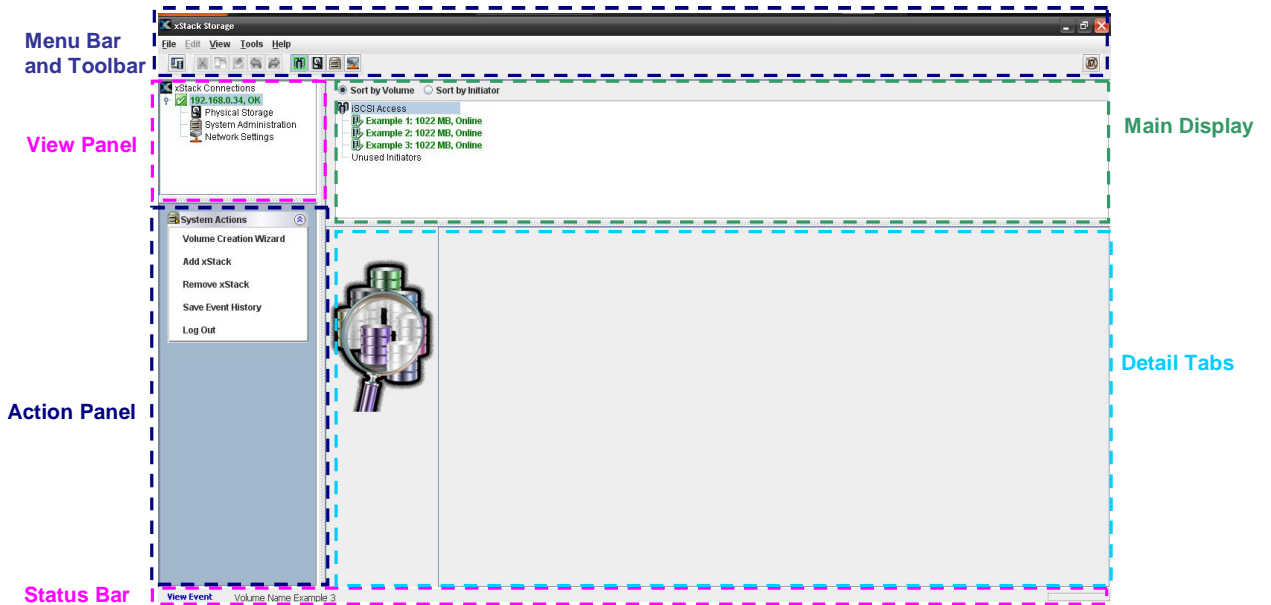 Menu Bar
and Toolbar
xStack Storage
File Edit View Tools Help
View Panel
xStack Connections
192.168.0.34, OK
Physical Storage
System Administration
Network Settings
Sort by Volume Sort by Initiator
iSCSI Access
Example 1: 1022 MB, Online
Example 2: 1022 MB, Online
Example 3: 1022 MB, Online
Unused Initiators
Main Display
Action Panel
System Actions
Volume Creation Wizard
Add xStack
Remove xStack
Save Event History
Log Out
Detail Tabs
Status Bar
View Event Volume Name Example 3